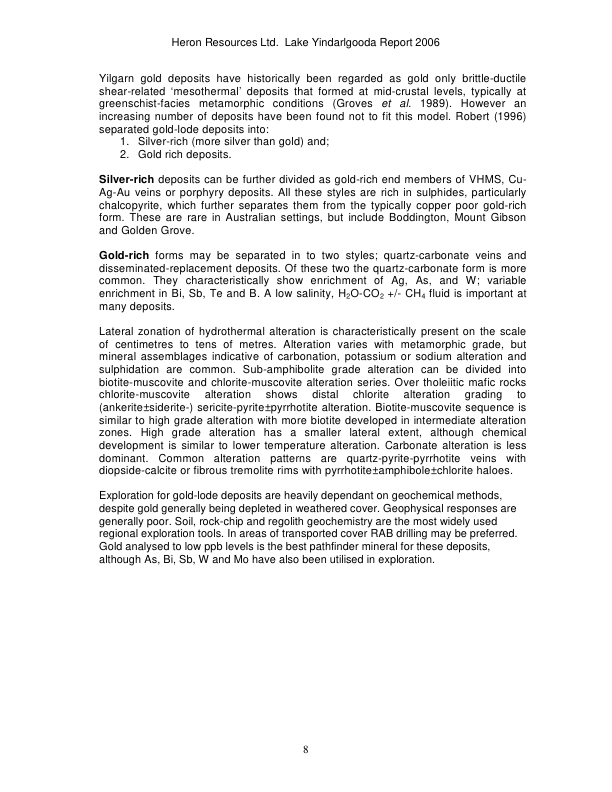 Heron Resources Ltd.  Lake Yindarlgooda Report 2006
Yilgarn gold deposits have historically been regarded as gold only brittle-ductile
shear-related ‘mesothermal’ deposits that formed at mid-crustal levels, typically at
greenschist-facies metamorphic conditions (Groves et al. 1989). However an
increasing number of deposits have been found not to fit this model. Robert (1996)
separated gold-lode deposits into:
1. Silver-rich (more silver than gold) and;
2. Gold rich deposits.
Silver-rich deposits can be further divided as gold-rich end members of VHMS, Cu-
Ag-Au veins or porphyry deposits. All these styles are rich in sulphides, particularly
chalcopyrite, which further separates them from the typically copper poor gold-rich
form. These are rare in Australian settings, but include Boddington, Mount Gibson
and Golden Grove.
Gold-rich forms may be separated in to two styles; quartz-carbonate veins and
disseminated-replacement deposits. Of these two the quartz-carbonate form is more
common. They characteristically show enrichment of Ag, As, and W; variable
enrichment in Bi, Sb, Te and B. A low salinity, H₂O-CO₂ +/- CH₄ fluid is important at
many deposits.
Lateral zonation of hydrothermal alteration is characteristically present on the scale
of centimetres to tens of metres. Alteration varies with metamorphic grade, but
mineral assemblages indicative of carbonation, potassium or sodium alteration and
sulphidation are common. Sub-amphibolite grade alteration can be divided into
biotite-muscovite and chlorite-muscovite alteration series. Over tholeiitic mafic rocks
chlorite-muscovite alteration shows distal chlorite alteration grading to
(ankerite±siderite-) sericite-pyrite±pyrrhotite alteration. Biotite-muscovite sequence is
similar to high grade alteration with more biotite developed in intermediate alteration
zones. High grade alteration has a smaller lateral extent, although chemical
development is similar to lower temperature alteration. Carbonate alteration is less
dominant. Common alteration patterns are quartz-pyrite-pyrrhotite veins with
diopside-calcite or fibrous tremolite rims with pyrrhotite±amphibole±chlorite haloes.
Exploration for gold-lode deposits are heavily dependant on geochemical methods,
despite gold generally being depleted in weathered cover. Geophysical responses are
generally poor. Soil, rock-chip and regolith geochemistry are the most widely used
regional exploration tools. In areas of transported cover RAB drilling may be preferred.
Gold analysed to low ppb levels is the best pathfinder mineral for these deposits,
although As, Bi, Sb, W and Mo have also been utilised in exploration.
8